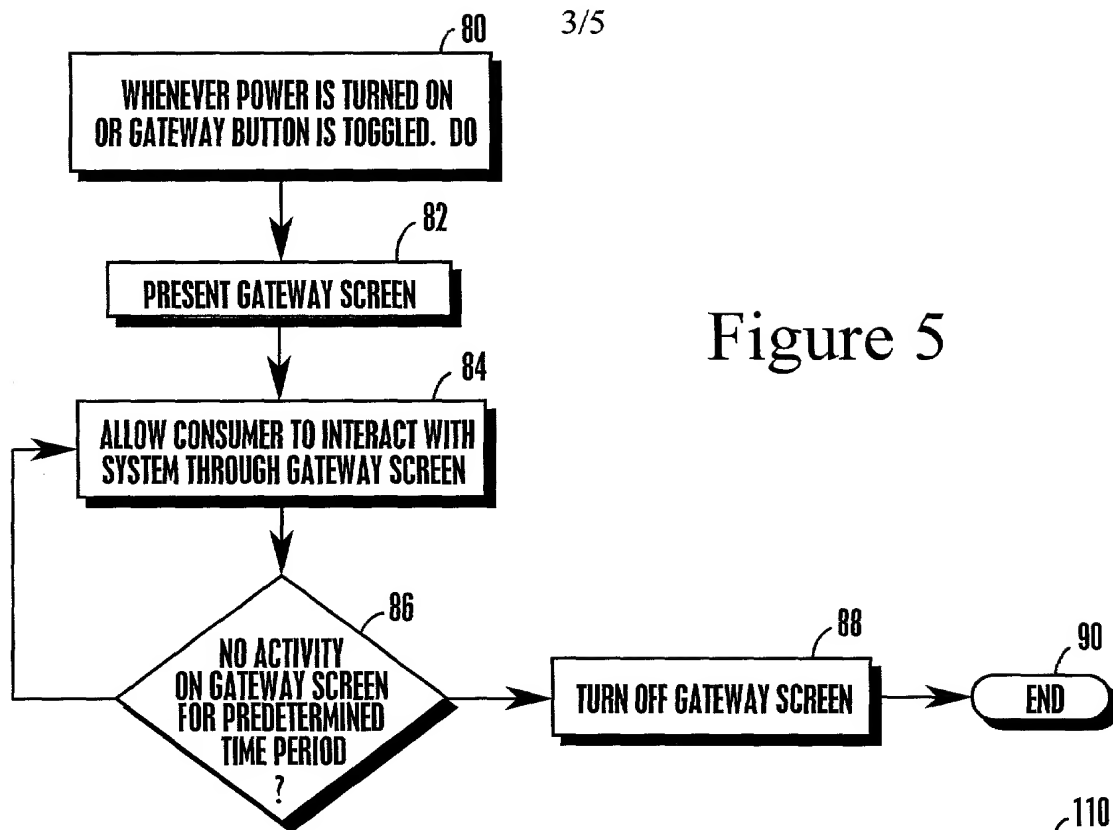 3/5
80
WHENEVER POWER IS TURNED ON
OR GATEWAY BUTTON IS TOGGLED. DO
82
PRESENT GATEWAY SCREEN
Figure 5
84
ALLOW CONSUMER TO INTERACT WITH
SYSTEM THROUGH GATEWAY SCREEN
86
NO ACTIVITY
ON GATEWAY SCREEN
FOR PREDETERMINED
TIME PERIOD
?
88
TURN OFF GATEWAY SCREEN
90
END
110